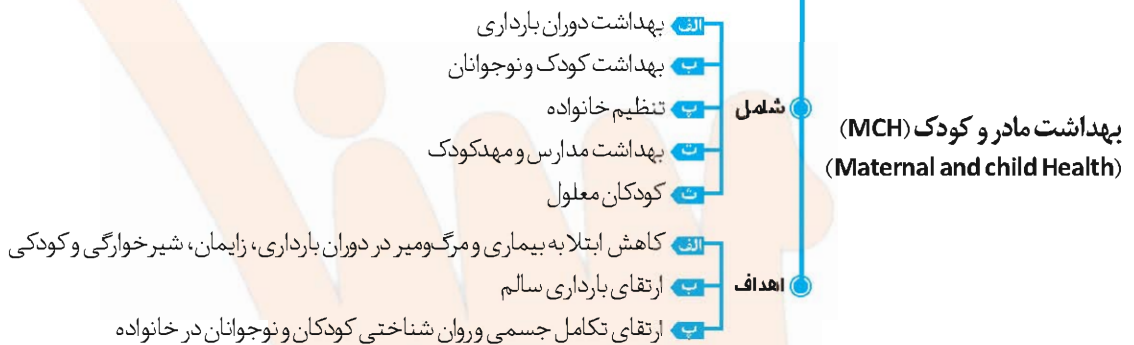 بهداشت مادر و کودک (MCH)
(Maternal and child Health)
شامل
الف بهداشت دوران بارداری
ب بهداشت کودک و نوجوانان
پ تنظیم خانواده
ت بهداشت مدارس و مهدکودک
ث کودکان معلول
اهداف
الف کاهش ابتلا به بیماری و مرگ‌ومیر در دوران بارداری، زایمان، شیرخوارگی و کودکی
ب ارتقای بارداری سالم
پ ارتقای تکامل جسمی و روان شناختی کودکان و نوجوانان در خانواده